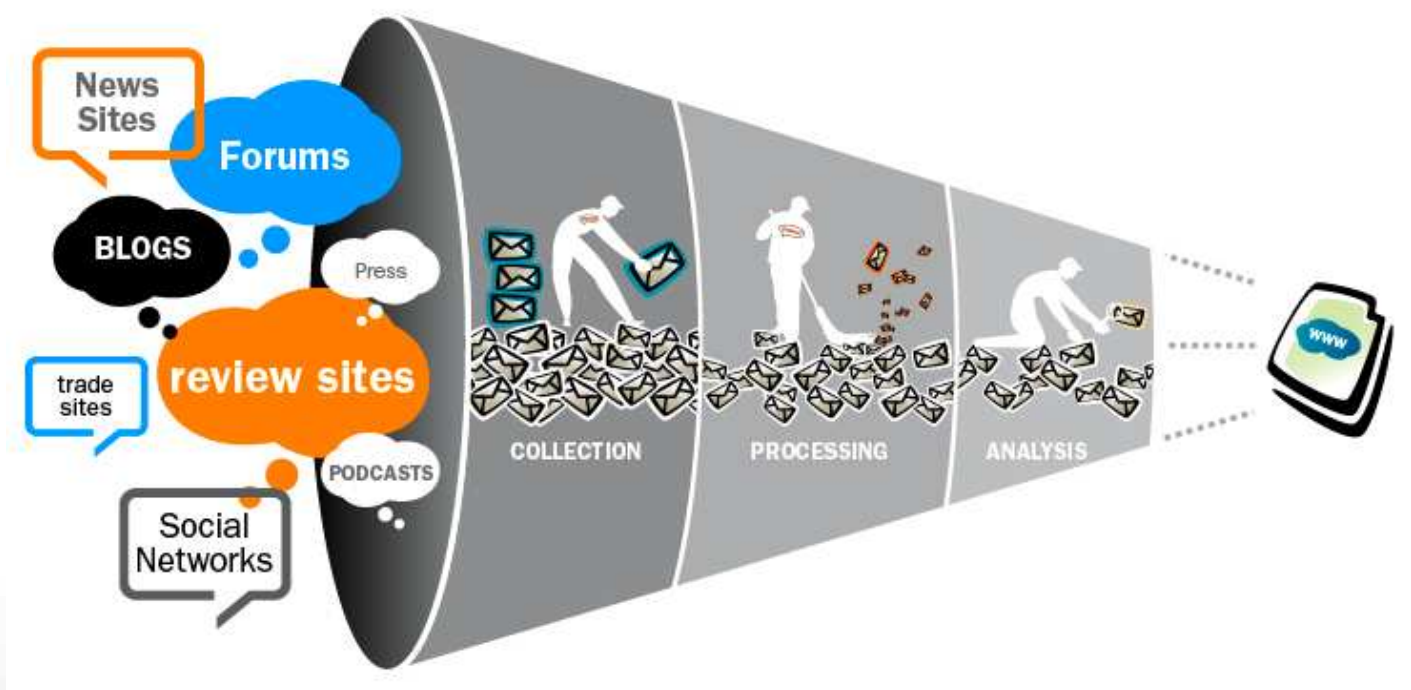 News
Sites
Forums
BLOGS
Press
review sites
trade
sites
PODCASTS
Social
Networks
COLLECTION
PROCESSING
ANALYSIS
WWW